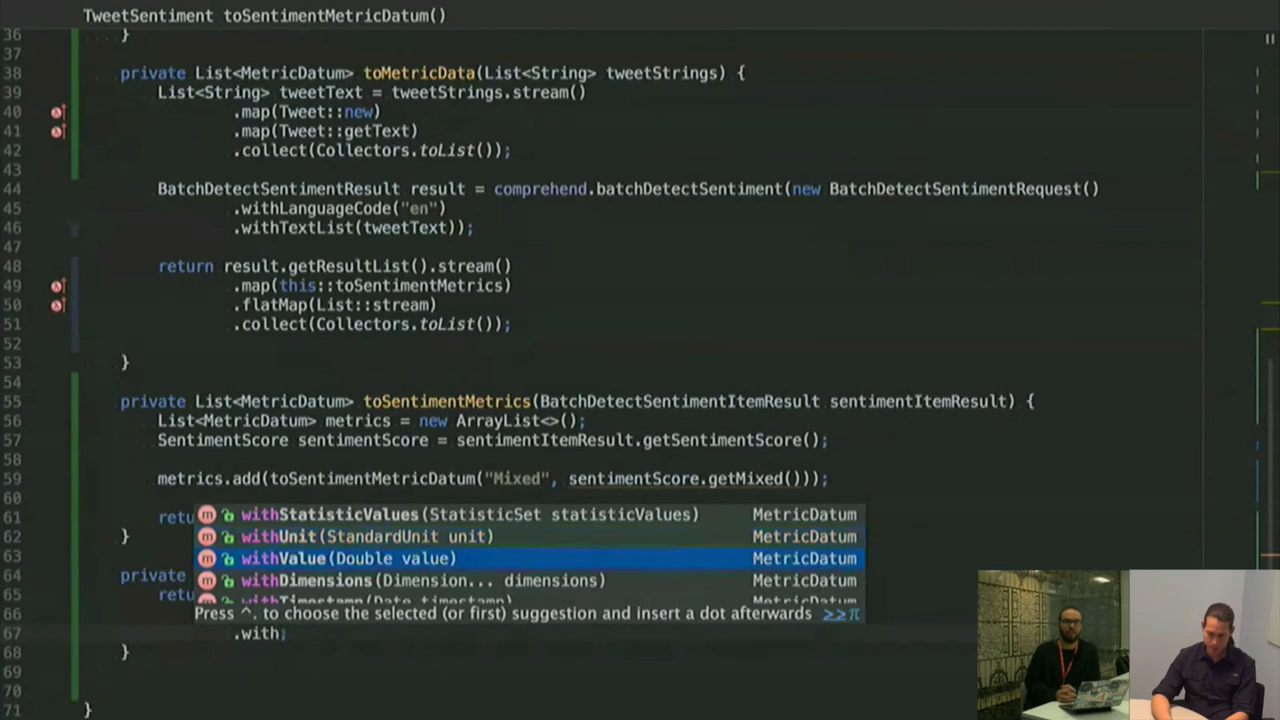 TweetSentiment toSentimentMetricDatum()
36 }
37
38 private List<MetricDatum> toMetricData(List<String> tweetStrings) {
39 List<String> tweetText = tweetStrings.stream()
40 .map(Tweet::new)
41 .map(Tweet::getText)
42 .collect(Collectors.toList());
43
44 BatchDetectSentimentResult result = comprehend.batchDetectSentiment(new BatchDetectSentimentRequest()
45 .withLanguageCode("en")
46 .withTextList(tweetText));
47
48 return result.getResultList().stream()
49 .map(this::toSentimentMetrics)
50 .flatMap(List::stream)
51 .collect(Collectors.toList());
52
53 }
54
55 private List<MetricDatum> toSentimentMetrics(BatchDetectSentimentItemResult sentimentItemResult) {
56 List<MetricDatum> metrics = new ArrayList<>();
57 SentimentScore sentimentScore = sentimentItemResult.getSentimentScore();
58
59 metrics.add(toSentimentMetricDatum("Mixed", sentimentScore.getMixed()));
60
61 retu
62 }
63
64 private
65 retu
66
67 .with;
68 }
69
70
71 }
m withStatisticValues(StatisticSet statisticValues) MetricDatum
m withUnit(StandardUnit unit) MetricDatum
m withValue(Double value) MetricDatum
m withDimensions(Dimension... dimensions) MetricDatum
m withTimestamp(Date timestamp) MetricDatum
Press ^. to choose the selected (or first) suggestion and insert a dot afterwards >>π